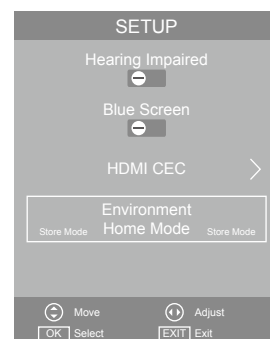 SETUP
Hearing Impaired
Blue Screen
HDMI CEC
Environment
Store Mode Home Mode Store Mode
Move Adjust
OK Select EXIT Exit